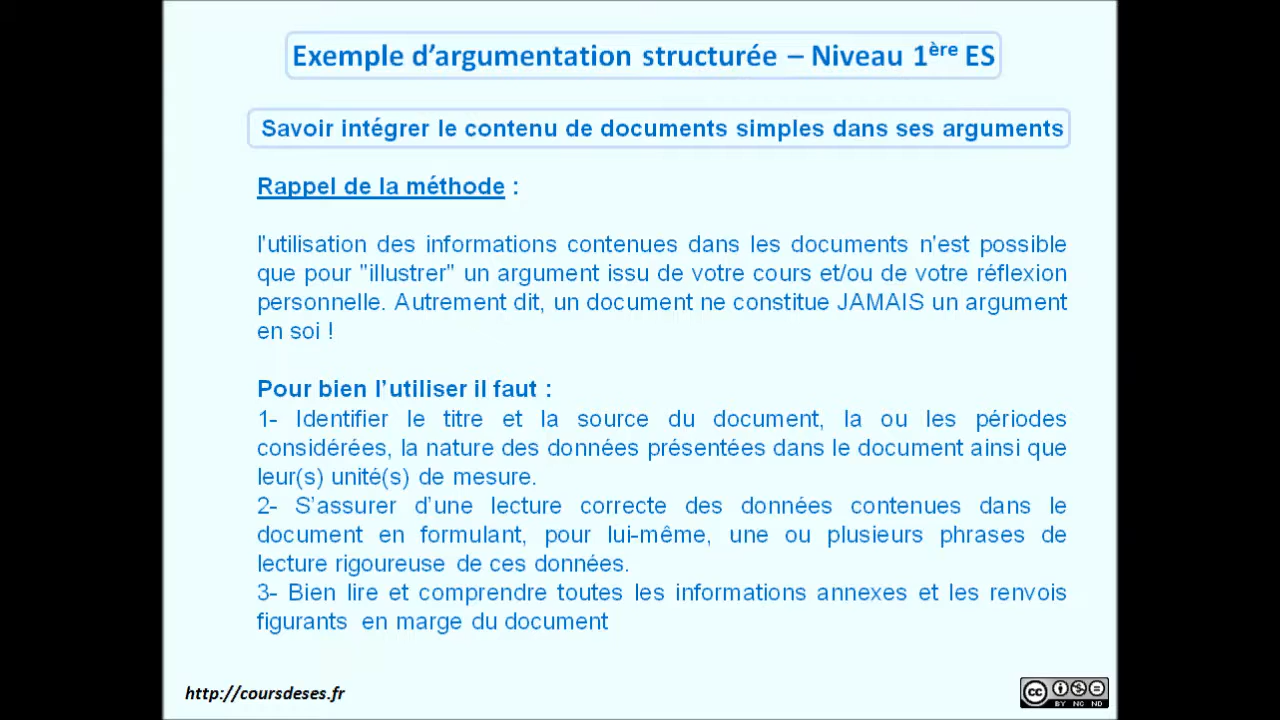 Exemple d'argumentation structurée – Niveau 1ère ES
Savoir intégrer le contenu de documents simples dans ses arguments
Rappel de la méthode :
l'utilisation des informations contenues dans les documents n'est possible
que pour "illustrer" un argument issu de votre cours et/ou de votre réflexion
personnelle. Autrement dit, un document ne constitue JAMAIS un argument
en soi !
Pour bien l'utiliser il faut :
1- Identifier le titre et la source du document, la ou les périodes
considérées, la nature des données présentées dans le document ainsi que
leur(s) unité(s) de mesure.
2- S'assurer d'une lecture correcte des données contenues dans le
document en formulant, pour lui-même, une ou plusieurs phrases de
lecture rigoureuse de ces données.
3- Bien lire et comprendre toutes les informations annexes et les renvois
figurants en marge du document
http://coursdeses.fr
cc
BY NC ND